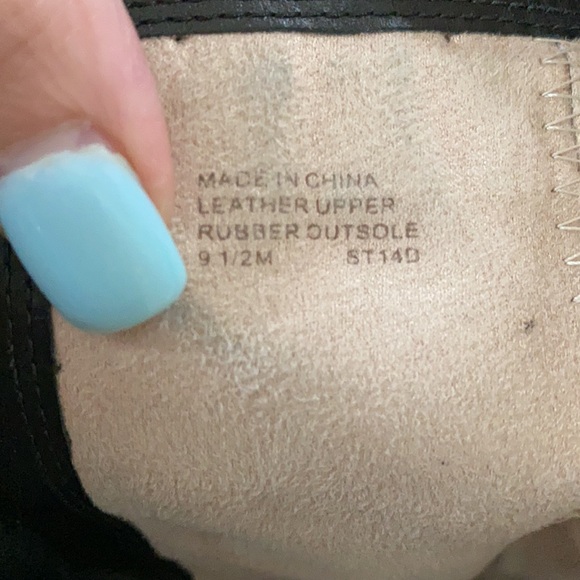 MADE IN CHINA
LEATHER UPPER
RUBBER OUTSOLE
9 1/2M ST14D